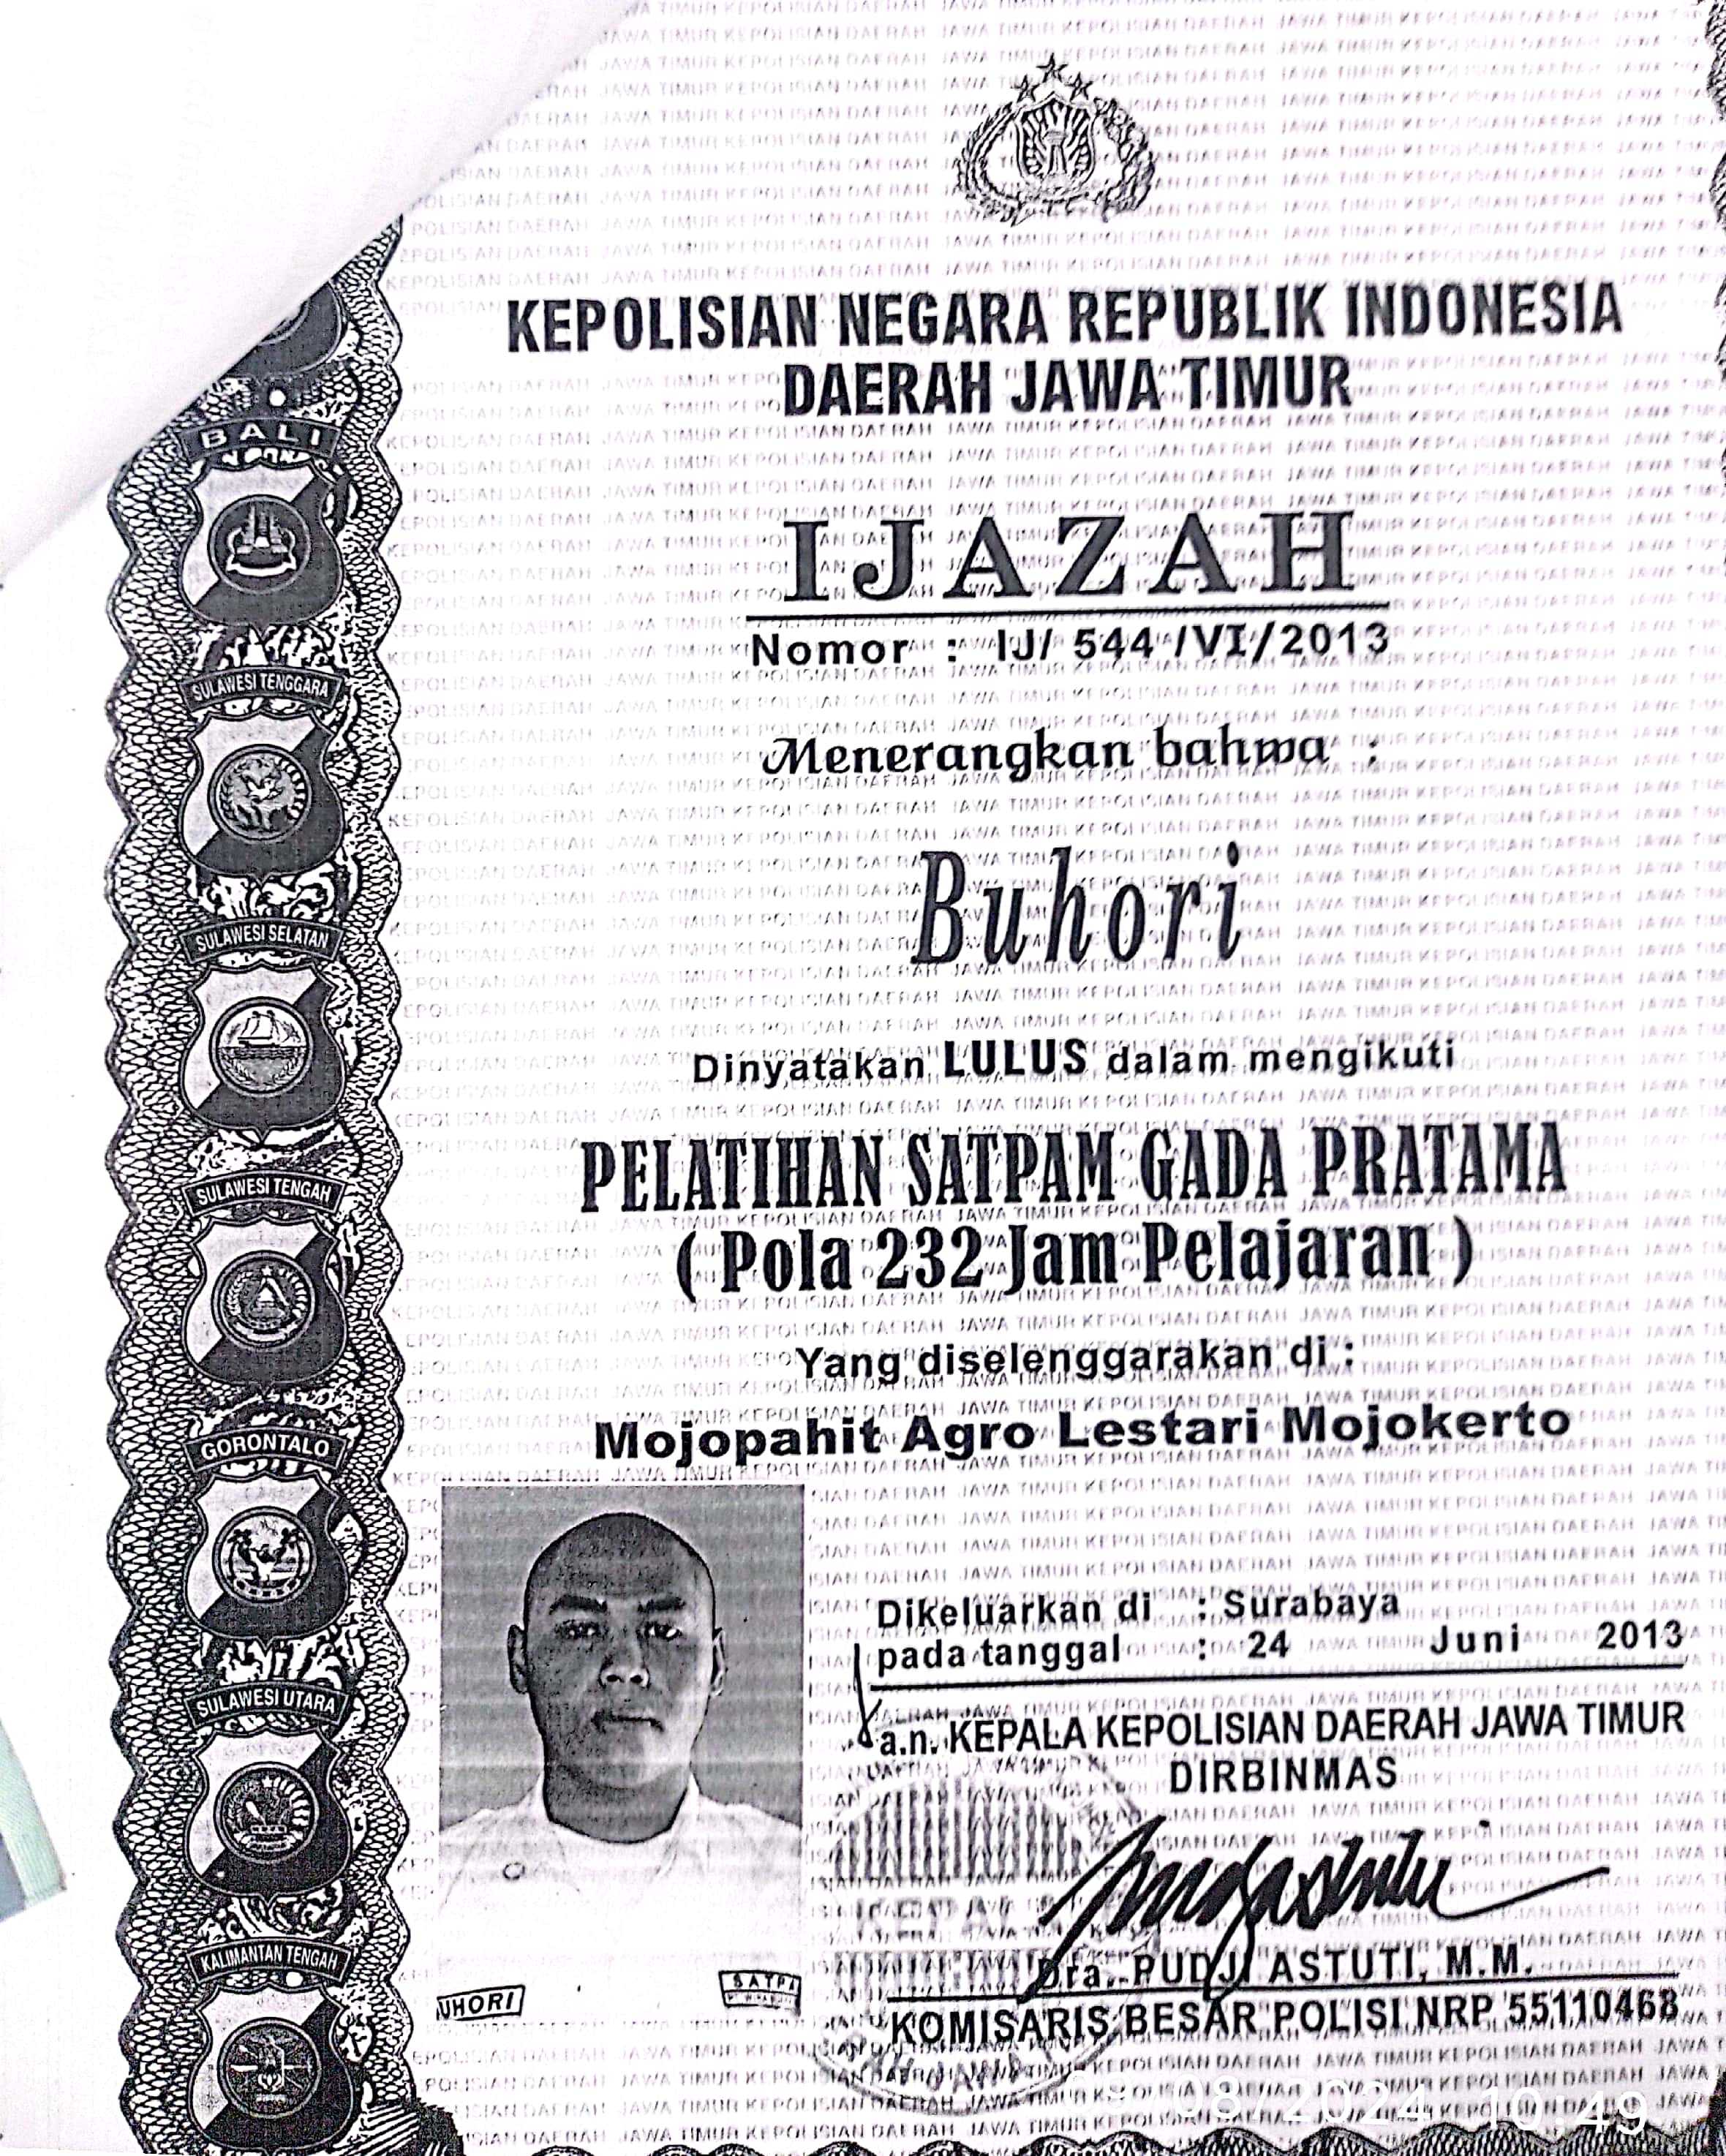 KEPOLISIAN NEGARA REPUBLIK INDONESIA
DAERAH JAWA TIMUR
IJAZAH
Nomor : IJ/ 544 /VI/2013
Menerangkan bahwa :
Buhori
Dinyatakan LULUS dalam mengikuti
PELATIHAN SATPAM GADA PRATAMA
( Pola 232 Jam Pelajaran )
Yang diselenggarakan di :
Mojopahit Agro Lestari Mojokerto
Dikeluarkan di : Surabaya
pada tanggal : 24 Juni 2013
a.n. KEPALA KEPOLISIAN DAERAH JAWA TIMUR
DIRBINMAS
Dra. PUDJI ASTUTI, M.M.
KOMISARIS BESAR POLISI NRP 55110468
UHORI
SATP
KEPA
BALI
SULAWESI TENGGARA
SULAWESI SELATAN
SULAWESI TENGAH
GORONTALO
SULAWESI UTARA
KALIMANTAN TENGAH
08 2024 10:49